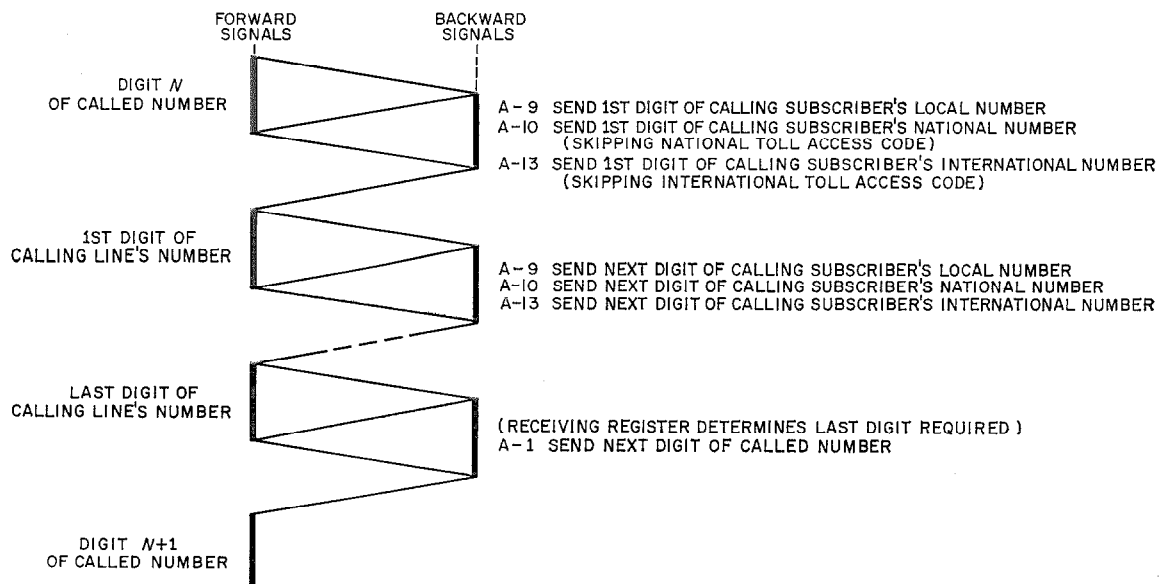 FORWARD
SIGNALS
BACKWARD
SIGNALS
DIGIT N
OF CALLED NUMBER
A-9 SEND 1ST DIGIT OF CALLING SUBSCRIBER'S LOCAL NUMBER
A-10 SEND 1ST DIGIT OF CALLING SUBSCRIBER'S NATIONAL NUMBER
(SKIPPING NATIONAL TOLL ACCESS CODE)
A-13 SEND 1ST DIGIT OF CALLING SUBSCRIBER'S INTERNATIONAL NUMBER
(SKIPPING INTERNATIONAL TOLL ACCESS CODE)
1ST DIGIT OF
CALLING LINE'S NUMBER
A-9 SEND NEXT DIGIT OF CALLING SUBSCRIBER'S LOCAL NUMBER
A-10 SEND NEXT DIGIT OF CALLING SUBSCRIBER'S NATIONAL NUMBER
A-13 SEND NEXT DIGIT OF CALLING SUBSCRIBER'S INTERNATIONAL NUMBER
LAST DIGIT OF
CALLING LINE'S NUMBER
(RECEIVING REGISTER DETERMINES LAST DIGIT REQUIRED)
A-1 SEND NEXT DIGIT OF CALLED NUMBER
DIGIT N+1
OF CALLED NUMBER